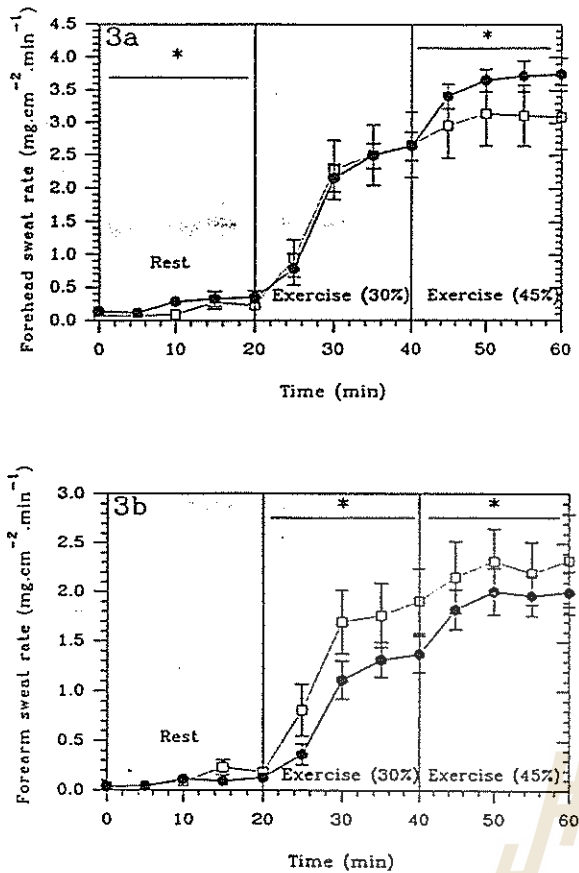 3a
*
*
Forehead sweat rate (mg.cm⁻².min⁻¹)
4.5
4.0
3.5
3.0
2.5
2.0
1.5
1.0
0.5
0.0
Rest
Exercise (30%)
Exercise (45%)
0 10 20 30 40 50 60
Time (min)
3b
*
*
Forearm sweat rate (mg.cm⁻².min⁻¹)
3.0
2.5
2.0
1.5
1.0
0.5
0.0
Rest
Exercise (30%)
Exercise (45%)
0 10 20 30 40 50 60
Time (min)